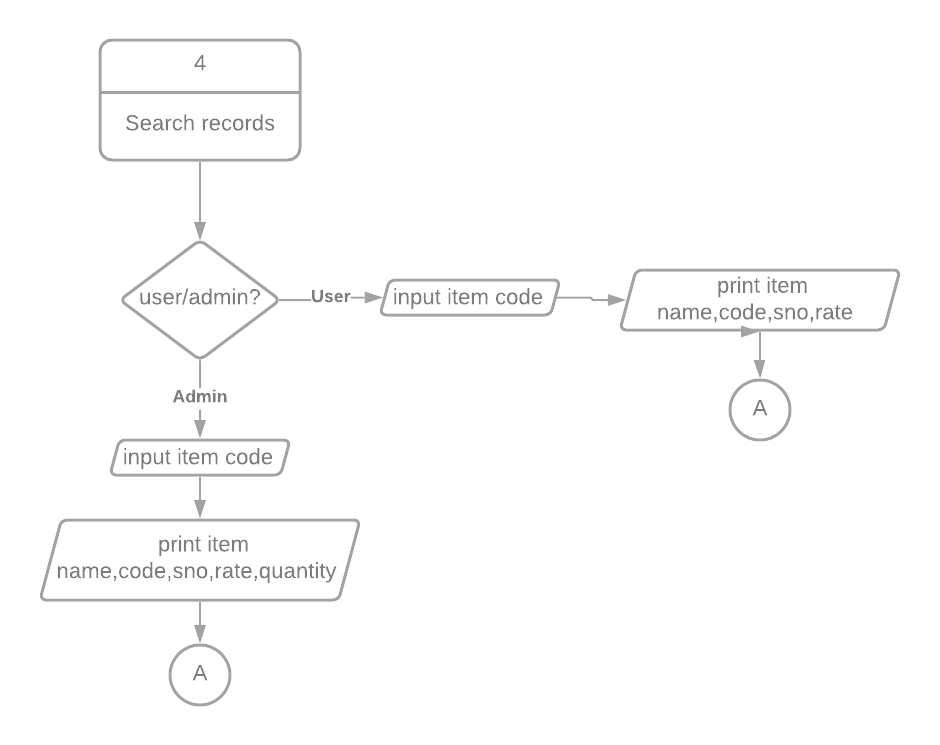 4
Search records
user/admin?
User
input item code
print item
name,code,sno,rate
A
Admin
input item code
print item
name,code,sno,rate,quantity
A